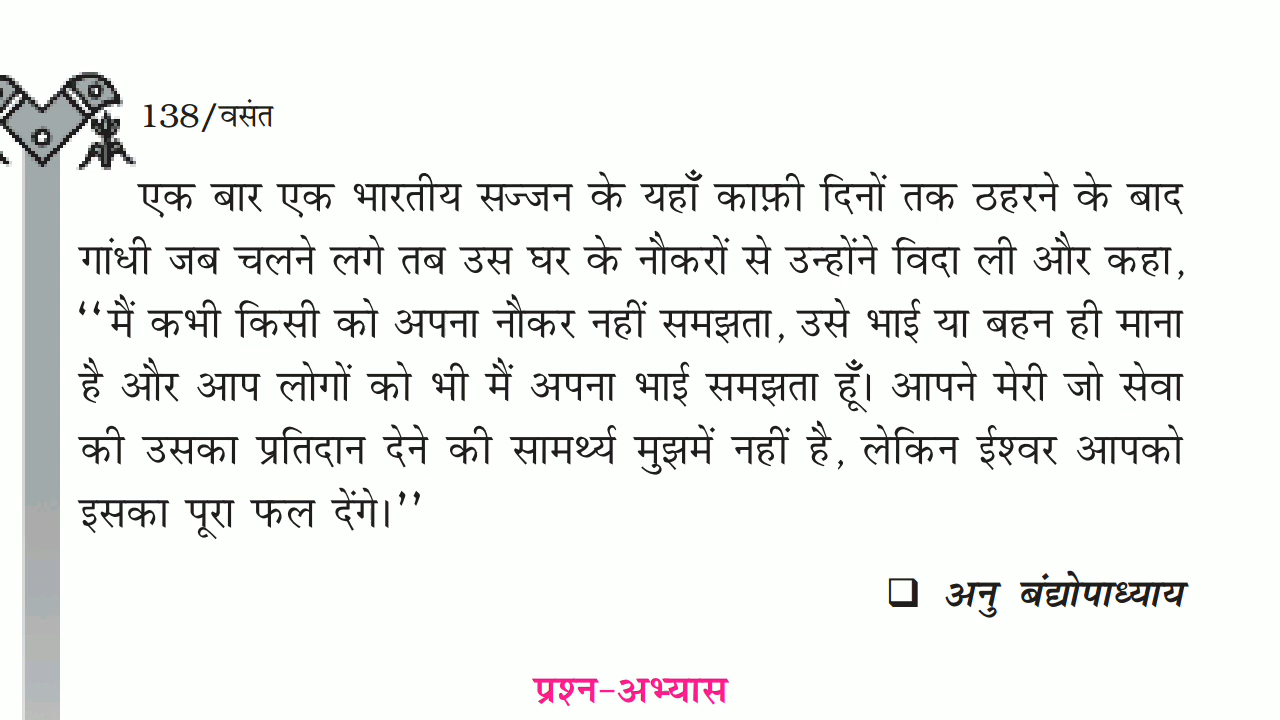 138/वसंत
एक बार एक भारतीय सज्जन के यहाँ काफ़ी दिनों तक ठहरने के बाद
गांधी जब चलने लगे तब उस घर के नौकरों से उन्होंने विदा ली और कहा,
‘‘मैं कभी किसी को अपना नौकर नहीं समझता, उसे भाई या बहन ही माना
है और आप लोगों को भी मैं अपना भाई समझता हूँ। आपने मेरी जो सेवा
की उसका प्रतिदान देने की सामर्थ्य मुझमें नहीं है, लेकिन ईश्वर आपको
इसका पूरा फल देंगे।’’
❑ अनु बंद्योपाध्याय
प्रश्न-अभ्यास